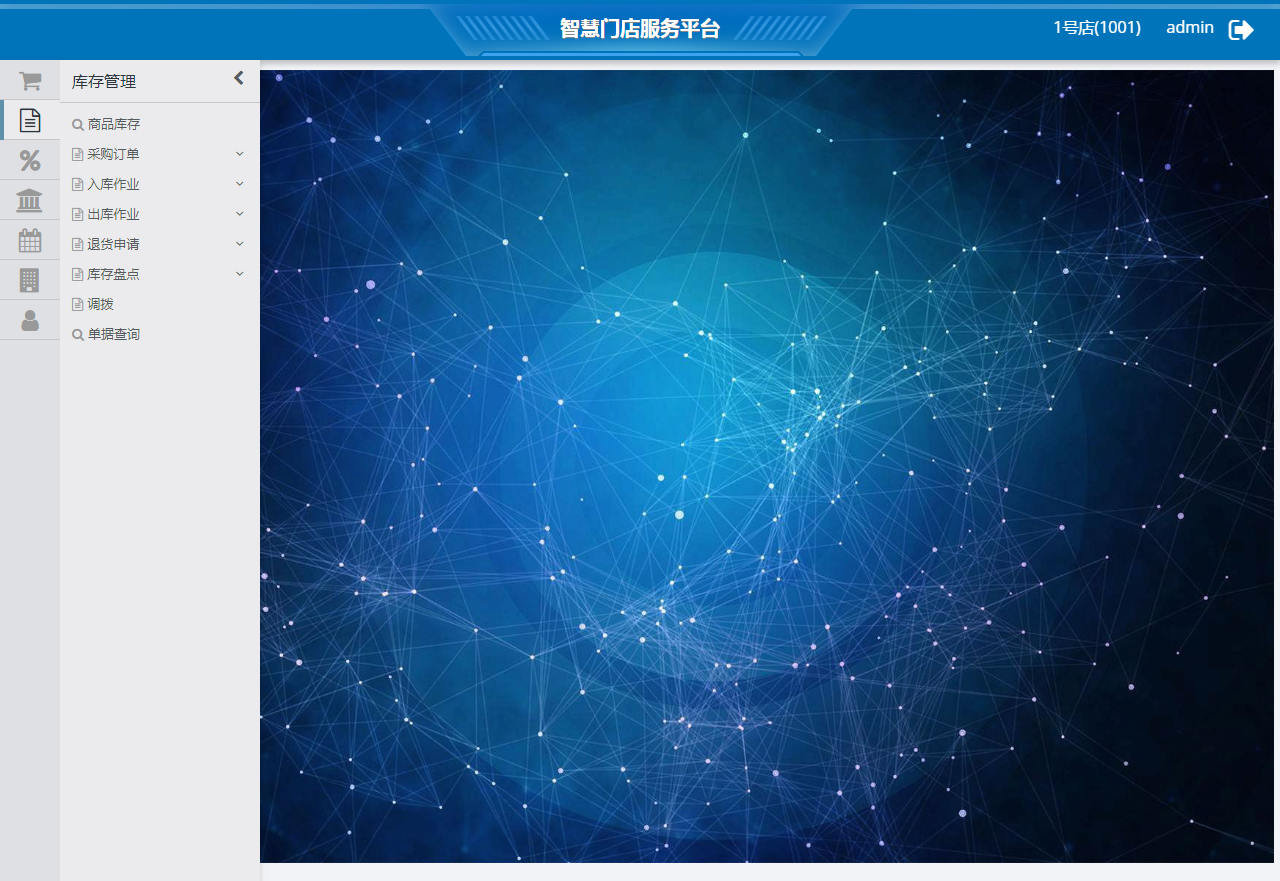 智慧门店服务平台
1号店(1001) admin
库存管理
商品库存
采购订单
入库作业
出库作业
退货申请
库存盘点
调拨
单据查询